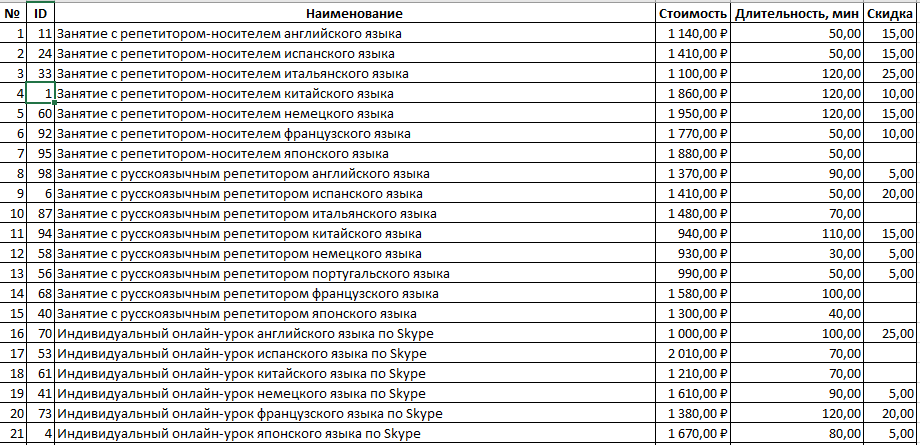 № ID Наименование Стоимость Длительность, мин Скидка
1 11 Занятие с репетитором-носителем английского языка 1 140,00 ₽ 50,00 15,00
2 24 Занятие с репетитором-носителем испанского языка 1 410,00 ₽ 50,00 15,00
3 33 Занятие с репетитором-носителем итальянского языка 1 100,00 ₽ 120,00 25,00
4 1 Занятие с репетитором-носителем китайского языка 1 860,00 ₽ 120,00 10,00
5 60 Занятие с репетитором-носителем немецкого языка 1 950,00 ₽ 120,00 15,00
6 92 Занятие с репетитором-носителем французского языка 1 770,00 ₽ 50,00 10,00
7 95 Занятие с репетитором-носителем японского языка 1 880,00 ₽ 50,00
8 98 Занятие с русскоязычным репетитором английского языка 1 370,00 ₽ 90,00 5,00
9 6 Занятие с русскоязычным репетитором испанского языка 1 410,00 ₽ 50,00 20,00
10 87 Занятие с русскоязычным репетитором итальянского языка 1 480,00 ₽ 70,00
11 94 Занятие с русскоязычным репетитором китайского языка 940,00 ₽ 110,00 15,00
12 58 Занятие с русскоязычным репетитором немецкого языка 930,00 ₽ 30,00 5,00
13 56 Занятие с русскоязычным репетитором португальского языка 990,00 ₽ 50,00 5,00
14 68 Занятие с русскоязычным репетитором французского языка 1 580,00 ₽ 100,00
15 40 Занятие с русскоязычным репетитором японского языка 1 300,00 ₽ 40,00
16 70 Индивидуальный онлайн-урок английского языка по Skype 1 000,00 ₽ 100,00 25,00
17 53 Индивидуальный онлайн-урок испанского языка по Skype 2 010,00 ₽ 70,00
18 61 Индивидуальный онлайн-урок китайского языка по Skype 1 210,00 ₽ 70,00
19 41 Индивидуальный онлайн-урок немецкого языка по Skype 1 610,00 ₽ 90,00 5,00
20 73 Индивидуальный онлайн-урок французского языка по Skype 1 380,00 ₽ 120,00 20,00
21 4 Индивидуальный онлайн-урок японского языка по Skype 1 670,00 ₽ 80,00 5,00